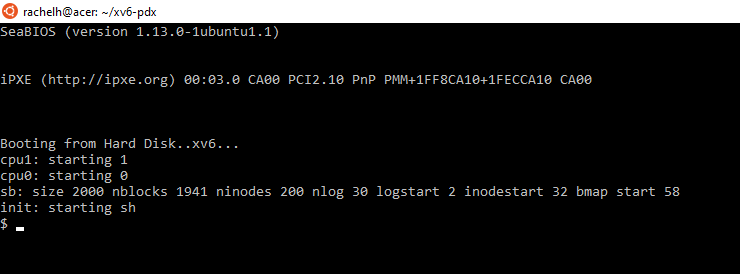 rachelh@acer: ~/xv6-pdx
SeaBIOS (version 1.13.0-1ubuntu1.1)
iPXE (http://ipxe.org) 00:03.0 CA00 PCI2.10 PnP PMM+1FF8CA10+1FECCA10 CA00
Booting from Hard Disk..xv6...
cpu1: starting 1
cpu0: starting 0
sb: size 2000 nblocks 1941 ninodes 200 nlog 30 logstart 2 inodestart 32 bmap start 58
init: starting sh
$